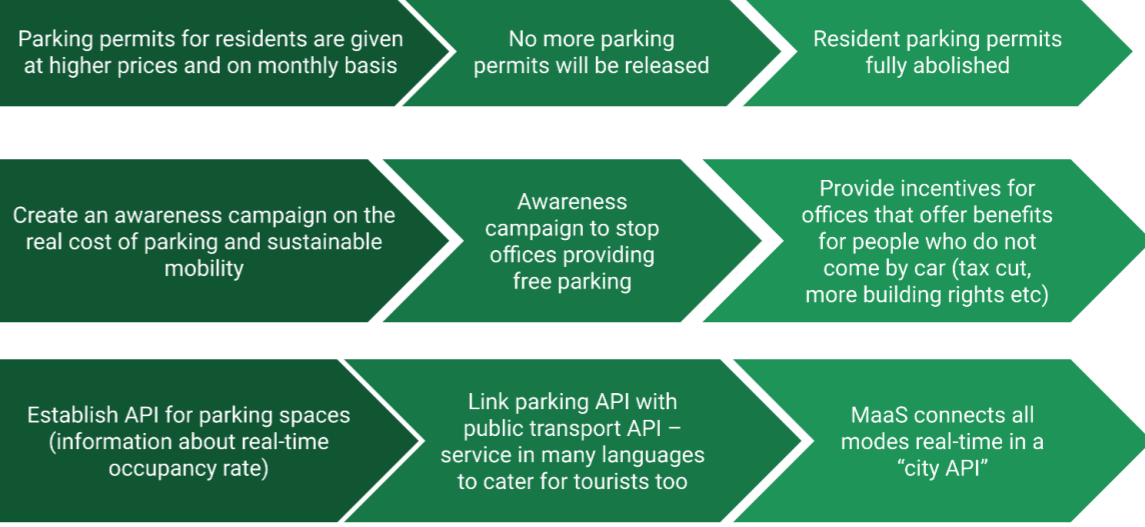 Parking permits for residents are given
at higher prices and on monthly basis
No more parking
permits will be released
Resident parking permits
fully abolished
Create an awareness campaign on the
real cost of parking and sustainable
mobility
Awareness
campaign to stop
offices providing
free parking
Provide incentives for
offices that offer benefits
for people who do not
come by car (tax cut,
more building rights etc)
Establish API for parking spaces
(information about real-time
occupancy rate)
Link parking API with
public transport API –
service in many languages
to cater for tourists too
MaaS connects all
modes real-time in a
“city API”